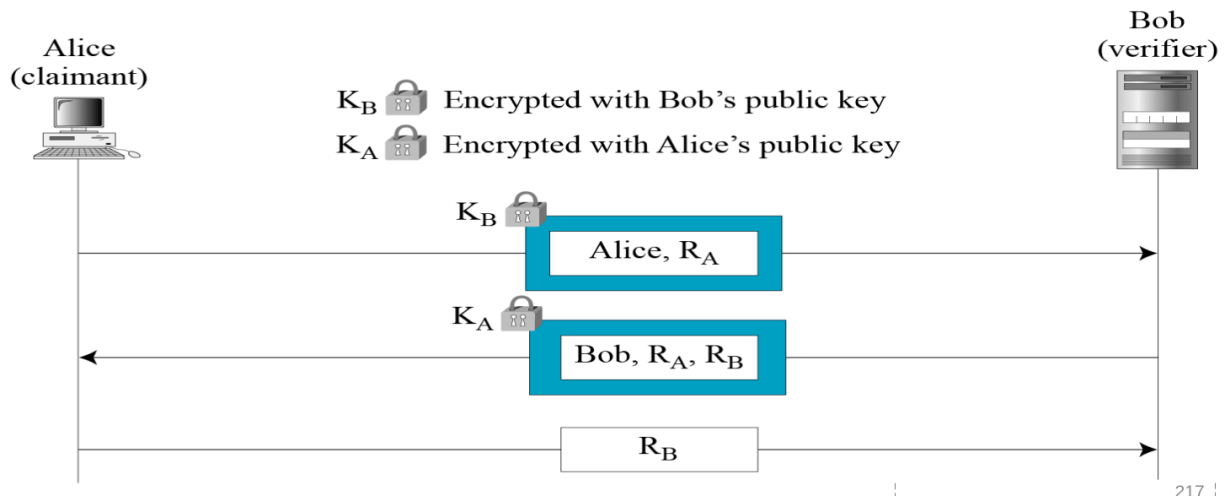 Alice
(claimant)
Bob
(verifier)
K_B Encrypted with Bob’s public key
K_A Encrypted with Alice’s public key
K_B
Alice, R_A
K_A
Bob, R_A, R_B
R_B
217